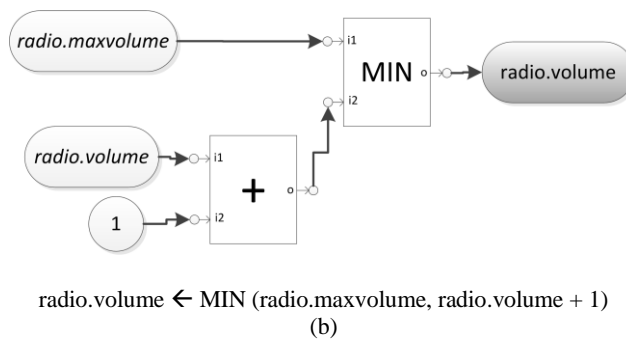 radio.maxvolume
i1
MIN
o
radio.volume
i2
radio.volume
i1
+
o
1
i2
radio.volume ← MIN (radio.maxvolume, radio.volume + 1)
(b)